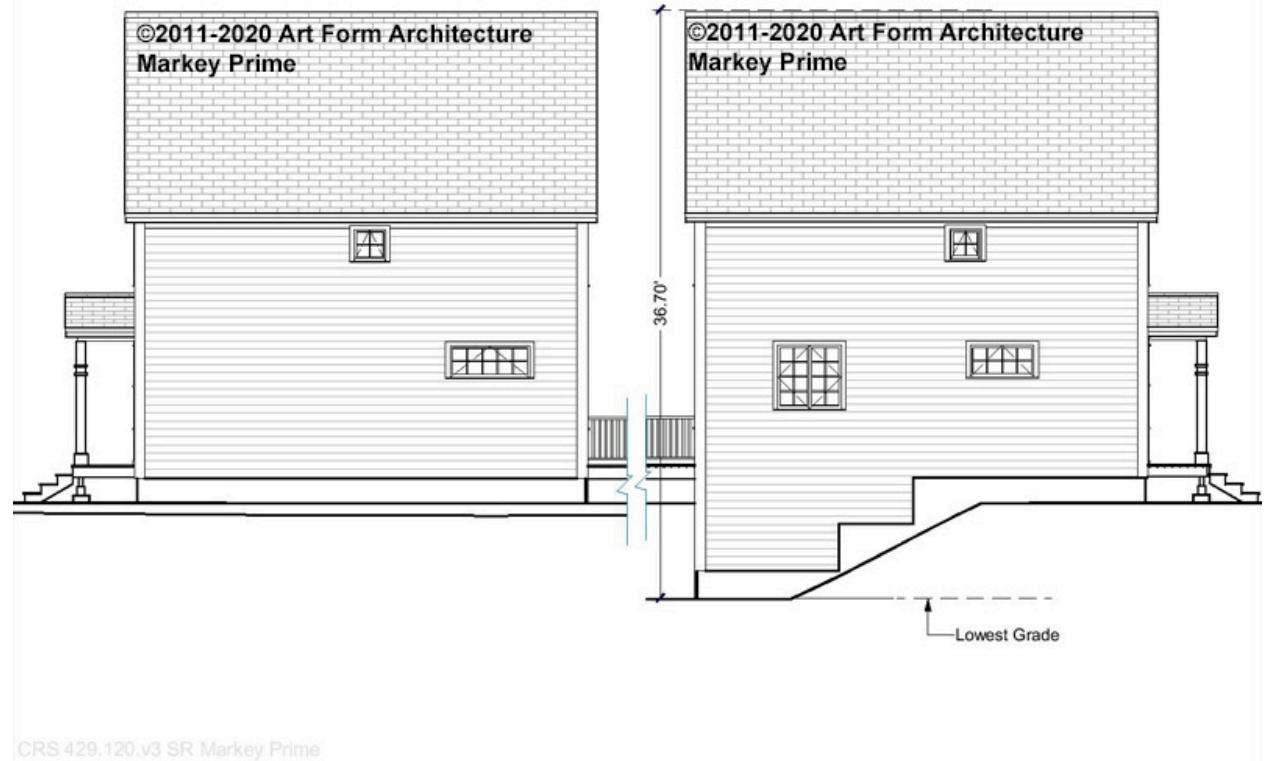 ©2011-2020 Art Form Architecture
Markey Prime
©2011-2020 Art Form Architecture
Markey Prime
36.70'
Lowest Grade
CRS 429.120.v3 SR Markey Prime